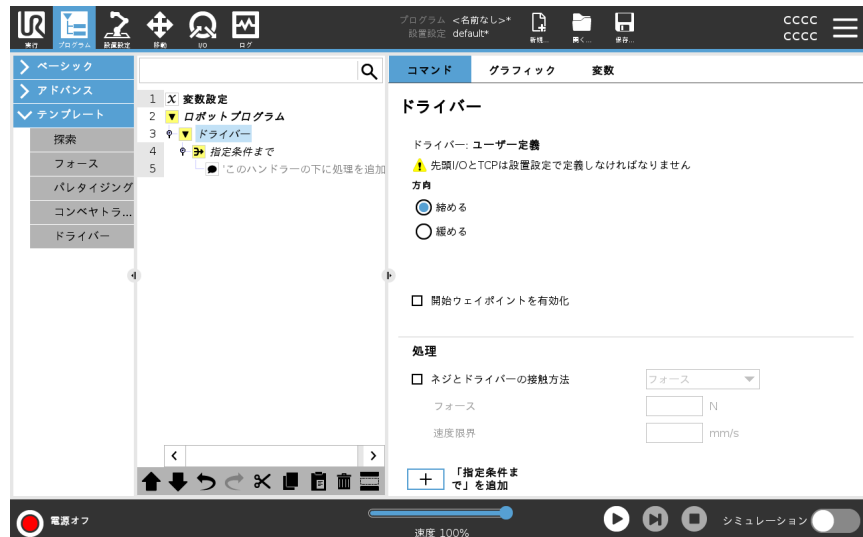 UR
実行
プログラム
設置設定
移動
I/O
ログ
プログラム <名前なし>*
設置設定 default*
新規...
開く...
保存...
CCCC
CCCC
ベーシック
アドバンス
テンプレート
探索
フォース
パレタイジング
コンベヤトラ...
ドライバー
1 X 変数設定
2 ロボットプログラム
3 ドライバー
4 指定条件まで
5 'このハンドラーの下に処理を追加
コマンド グラフィック 変数
ドライバー
ドライバー: ユーザー定義
先頭I/OとTCPは設置設定で定義しなければなりません
方向
締める
緩める
開始ウェイポイントを有効化
処理
ネジとドライバーの接触方法 フォース
フォース N
速度限界 mm/s
+ 「指定条件ま
で」を追加
電源オフ
速度 100%
シミュレーション